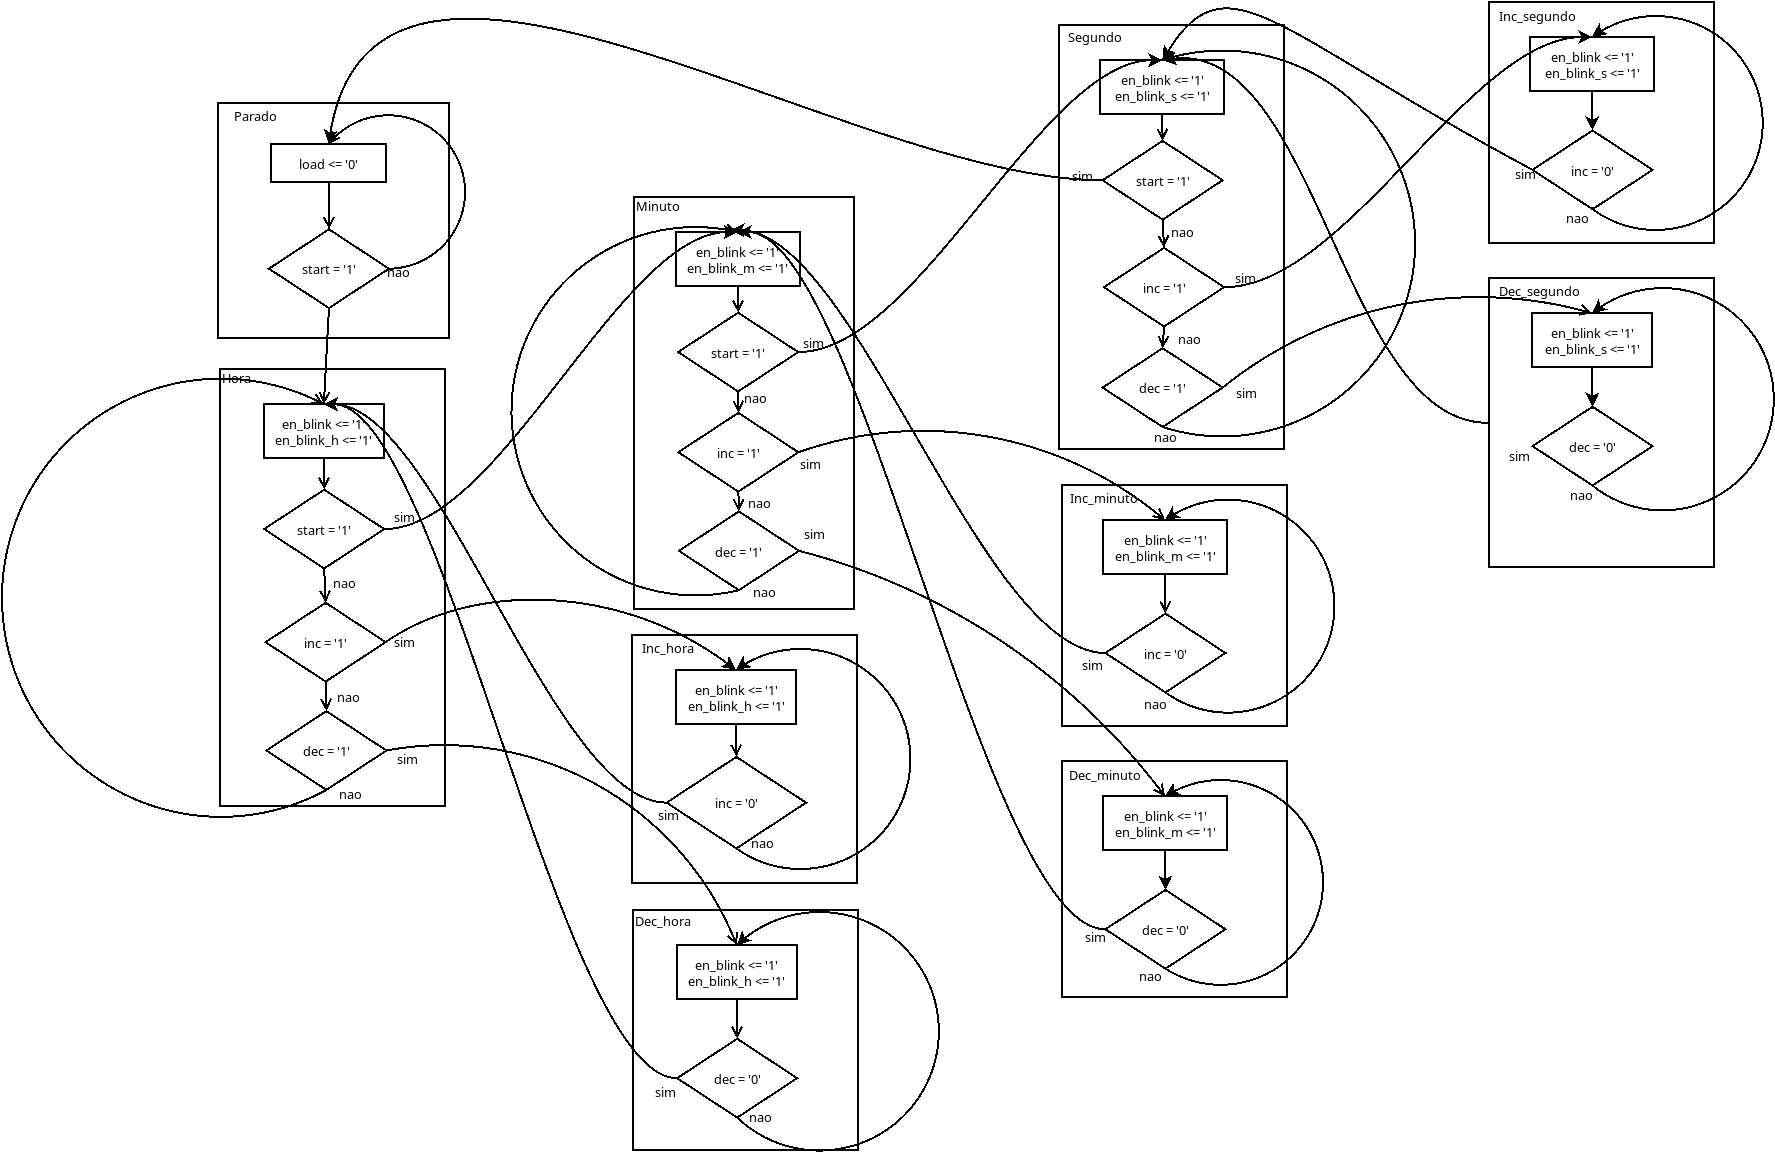 Parado
load <= '0'
start = '1'
nao
Hora
en_blink <= '1'
en_blink_h <= '1'
start = '1'
sim
nao
inc = '1'
sim
nao
dec = '1'
sim
nao
Minuto
en_blink <= '1'
en_blink_m <= '1'
start = '1'
sim
nao
inc = '1'
sim
nao
dec = '1'
sim
nao
Inc_hora
en_blink <= '1'
en_blink_h <= '1'
inc = '0'
sim
nao
Dec_hora
en_blink <= '1'
en_blink_h <= '1'
dec = '0'
sim
nao
Segundo
en_blink <= '1'
en_blink_s <= '1'
sim
start = '1'
nao
inc = '1'
sim
nao
dec = '1'
sim
nao
Inc_minuto
en_blink <= '1'
en_blink_m <= '1'
inc = '0'
sim
nao
Dec_minuto
en_blink <= '1'
en_blink_m <= '1'
dec = '0'
sim
nao
Inc_segundo
en_blink <= '1'
en_blink_s <= '1'
inc = '0'
sim
nao
Dec_segundo
en_blink <= '1'
en_blink_s <= '1'
dec = '0'
sim
nao